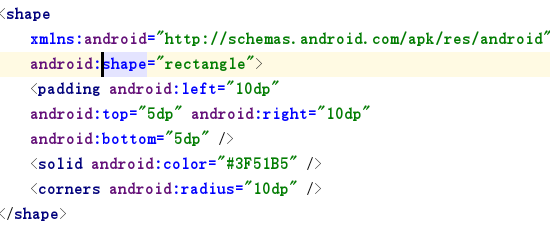 <shape
xmlns:android="http://schemas.android.com/apk/res/android"
android:shape="rectangle">
<padding android:left="10dp"
android:top="5dp" android:right="10dp"
android:bottom="5dp" />
<solid android:color="#3F51B5" />
<corners android:radius="10dp" />
</shape>